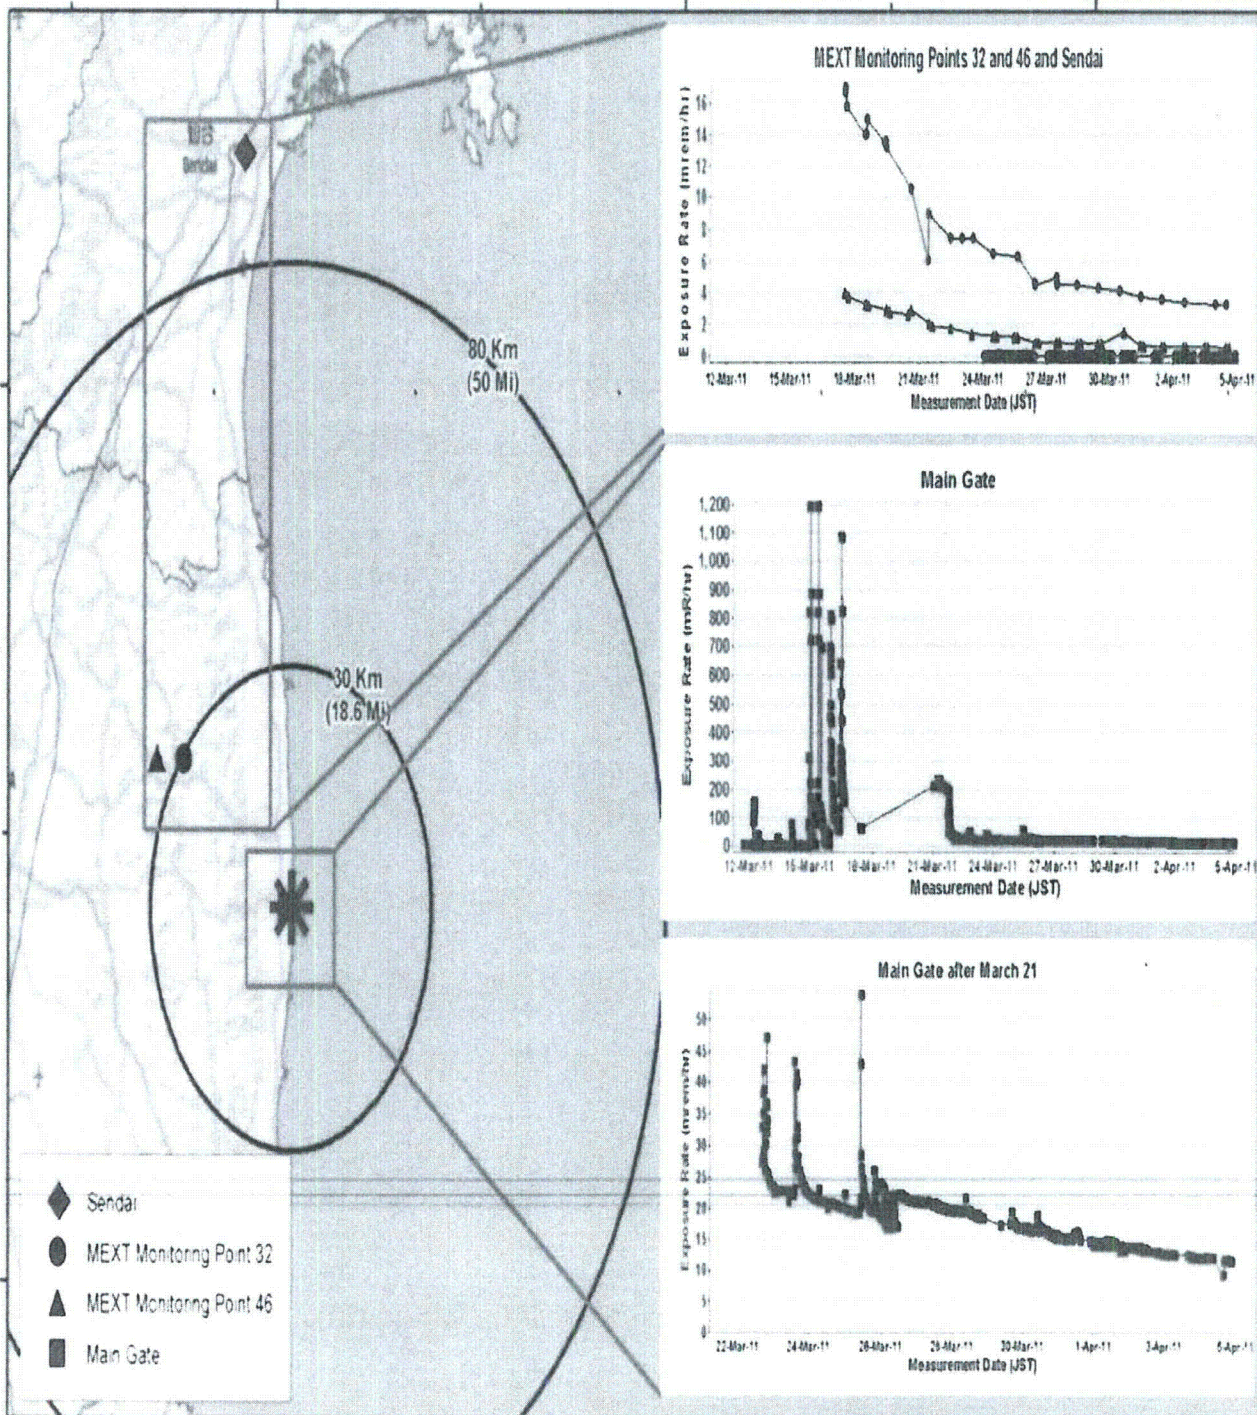 Sendai
80 Km
(50 Mi)
30 Km
(18.6 Mi)
Sendai
MEXT Monitoring Point 32
MEXT Monitoring Point 46
Main Gate
MEXT Monitoring Points 32 and 46 and Sendai
Exposure Rate (mrem/hr)
16
14
12
10
8
6
4
2
0
12-Mar-11 15-Mar-11 18-Mar-11 21-Mar-11 24-Mar-11 27-Mar-11 30-Mar-11 2-Apr-11 5-Apr-11
Measurement Date (JST)
Main Gate
Exposure Rate (mR/hr)
1,200
1,100
1,000
900
800
700
600
500
400
300
200
100
0
12-Mar-11 15-Mar-11 18-Mar-11 21-Mar-11 24-Mar-11 27-Mar-11 30-Mar-11 2-Apr-11 5-Apr-11
Measurement Date (JST)
Main Gate after March 21
Exposure Rate (mrem/hr)
50
45
40
35
30
25
20
15
10
5
0
22-Mar-11 24-Mar-11 26-Mar-11 28-Mar-11 30-Mar-11 1-Apr-11 3-Apr-11 5-Apr-11
Measurement Date (JST)